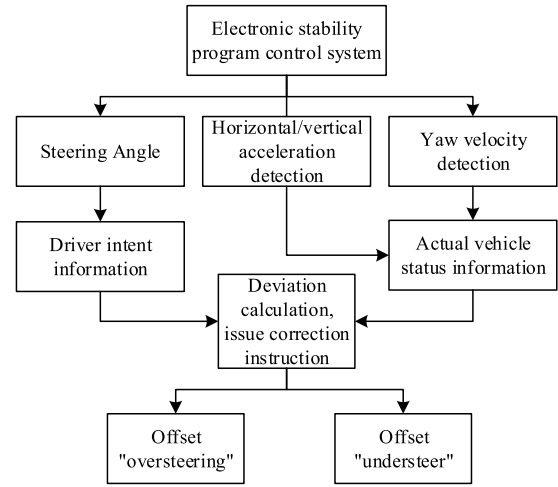 Electronic stability
program control system
Steering Angle
Horizontal/vertical
acceleration
detection
Yaw velocity
detection
Driver intent
information
Actual vehicle
status information
Deviation
calculation,
issue correction
instruction
Offset
"oversteering"
Offset
"understeer"